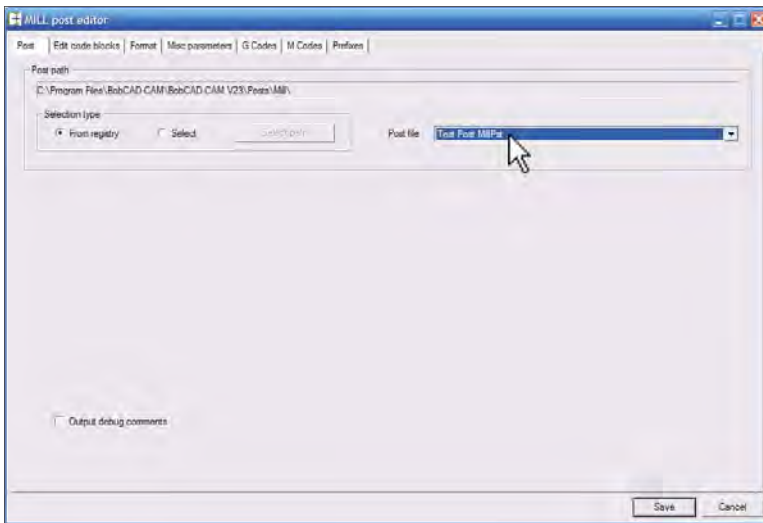 MILL post editor
Post Edit code blocks Format Misc parameters G Codes M Codes Prefixes
Post path
C:\Program Files\BobCAD-CAM\BobCAD-CAM V23\Posts\Mill\
Selection type
From registry Select Select path Post file Test Post MillPst
Output debug comments
Save Cancel